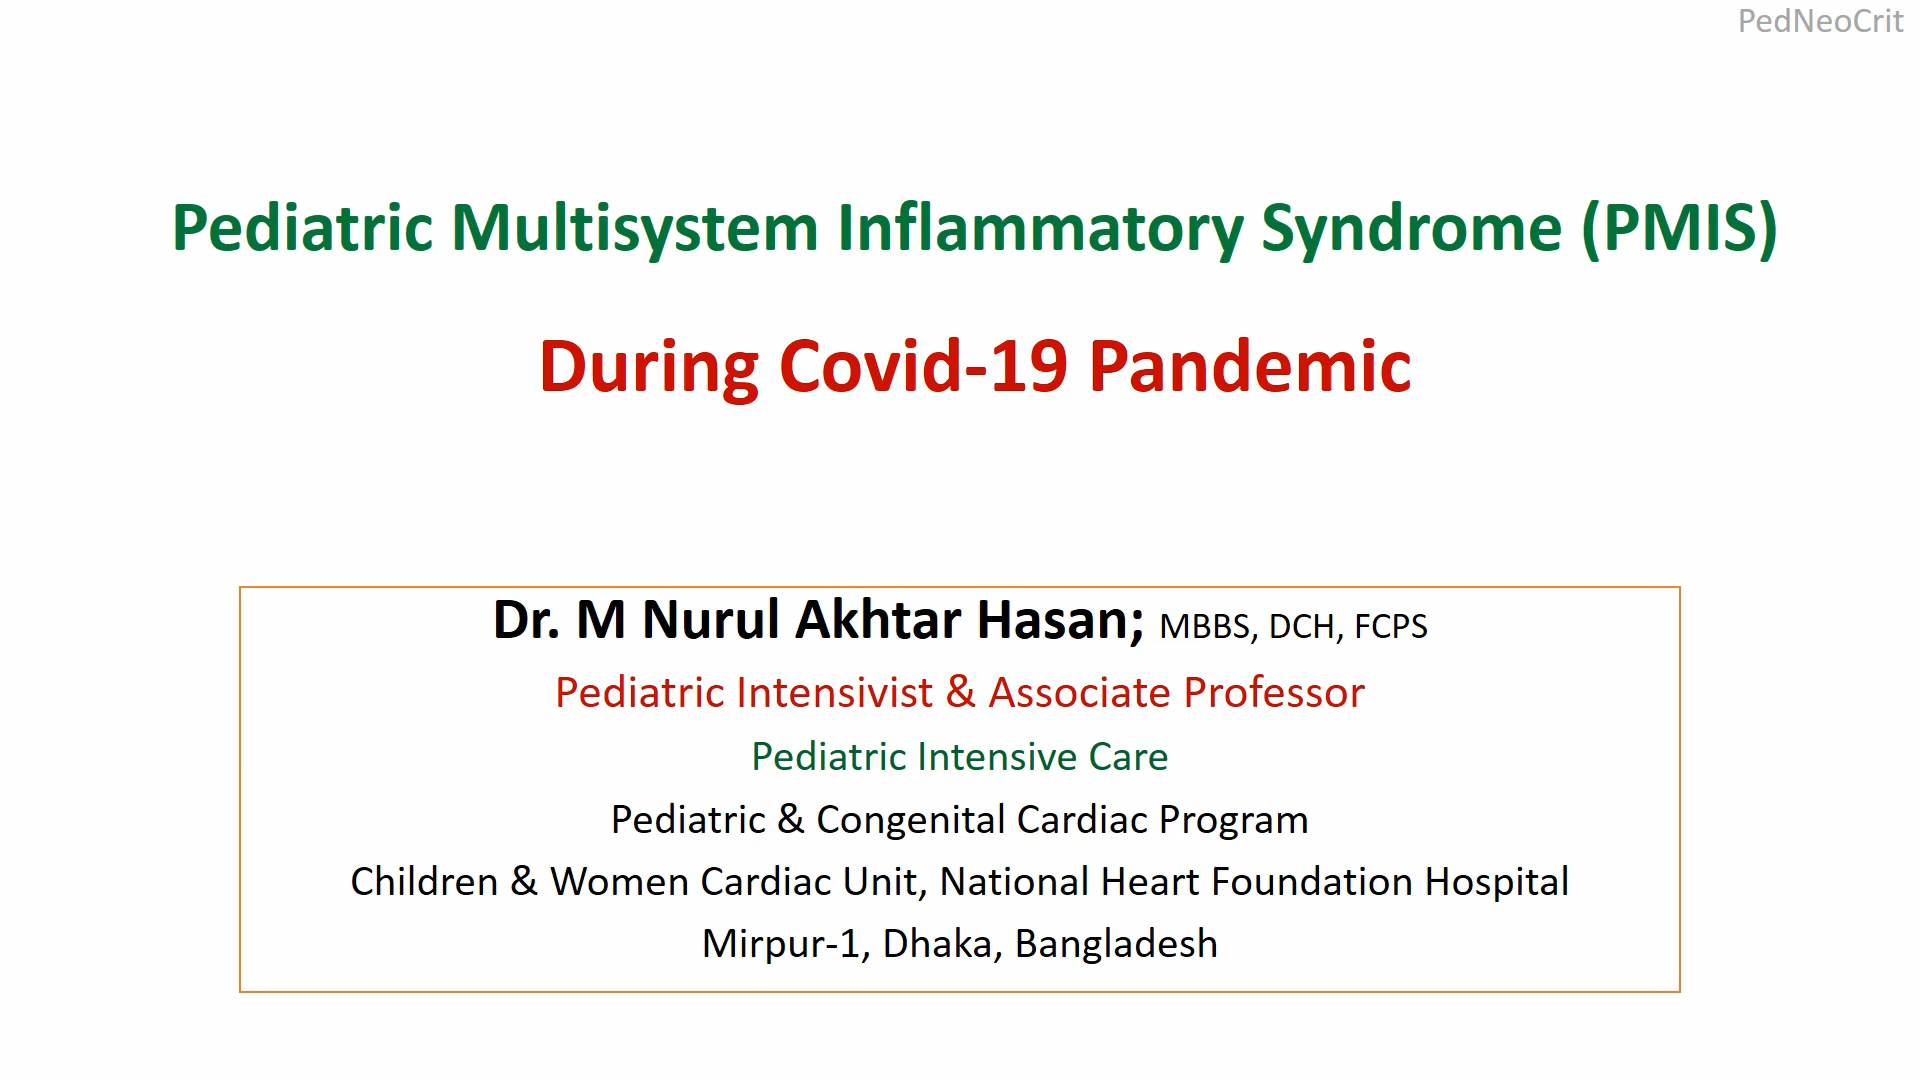 PedNeoCrit
Pediatric Multisystem Inflammatory Syndrome (PMIS)
During Covid-19 Pandemic
Dr. M Nurul Akhtar Hasan; MBBS, DCH, FCPS
Pediatric Intensivist & Associate Professor
Pediatric Intensive Care
Pediatric & Congenital Cardiac Program
Children & Women Cardiac Unit, National Heart Foundation Hospital
Mirpur-1, Dhaka, Bangladesh